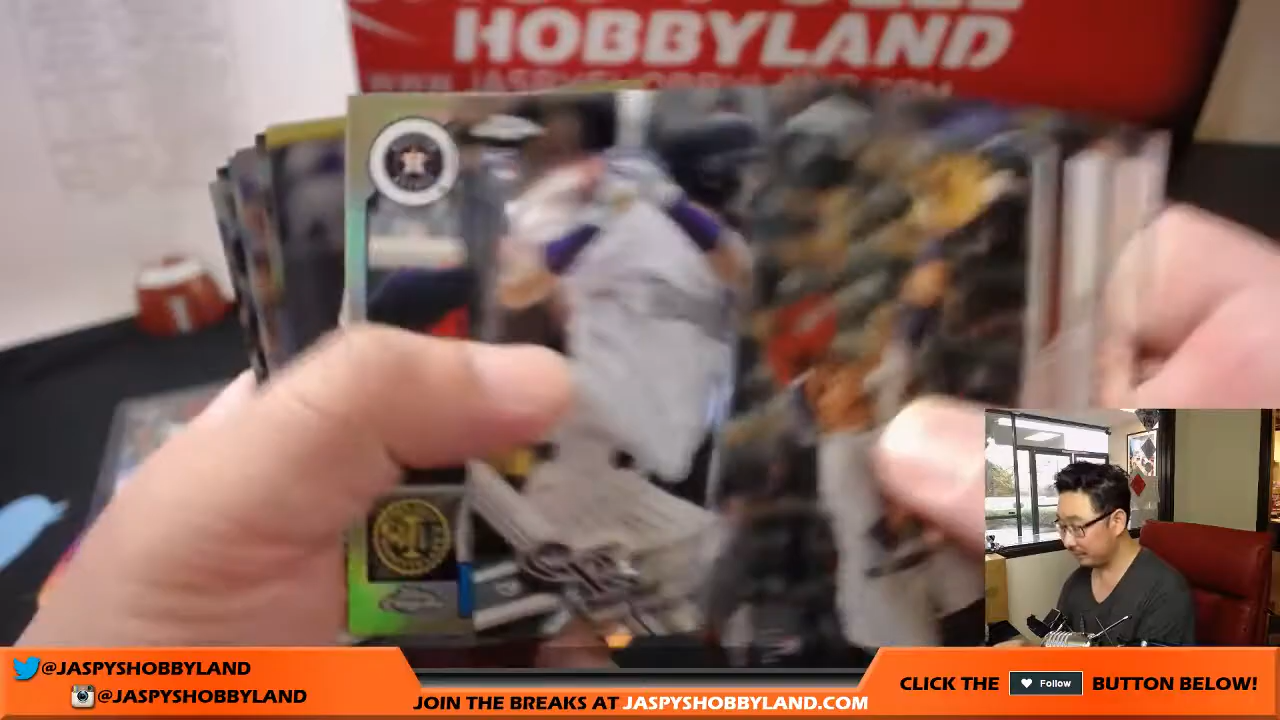 HOBBYLAND
@JASPYSHOBBYLAND
@JASPYSHOBBYLAND
JOIN THE BREAKS AT JASPYSHOBBYLAND.COM
CLICK THE Follow BUTTON BELOW!